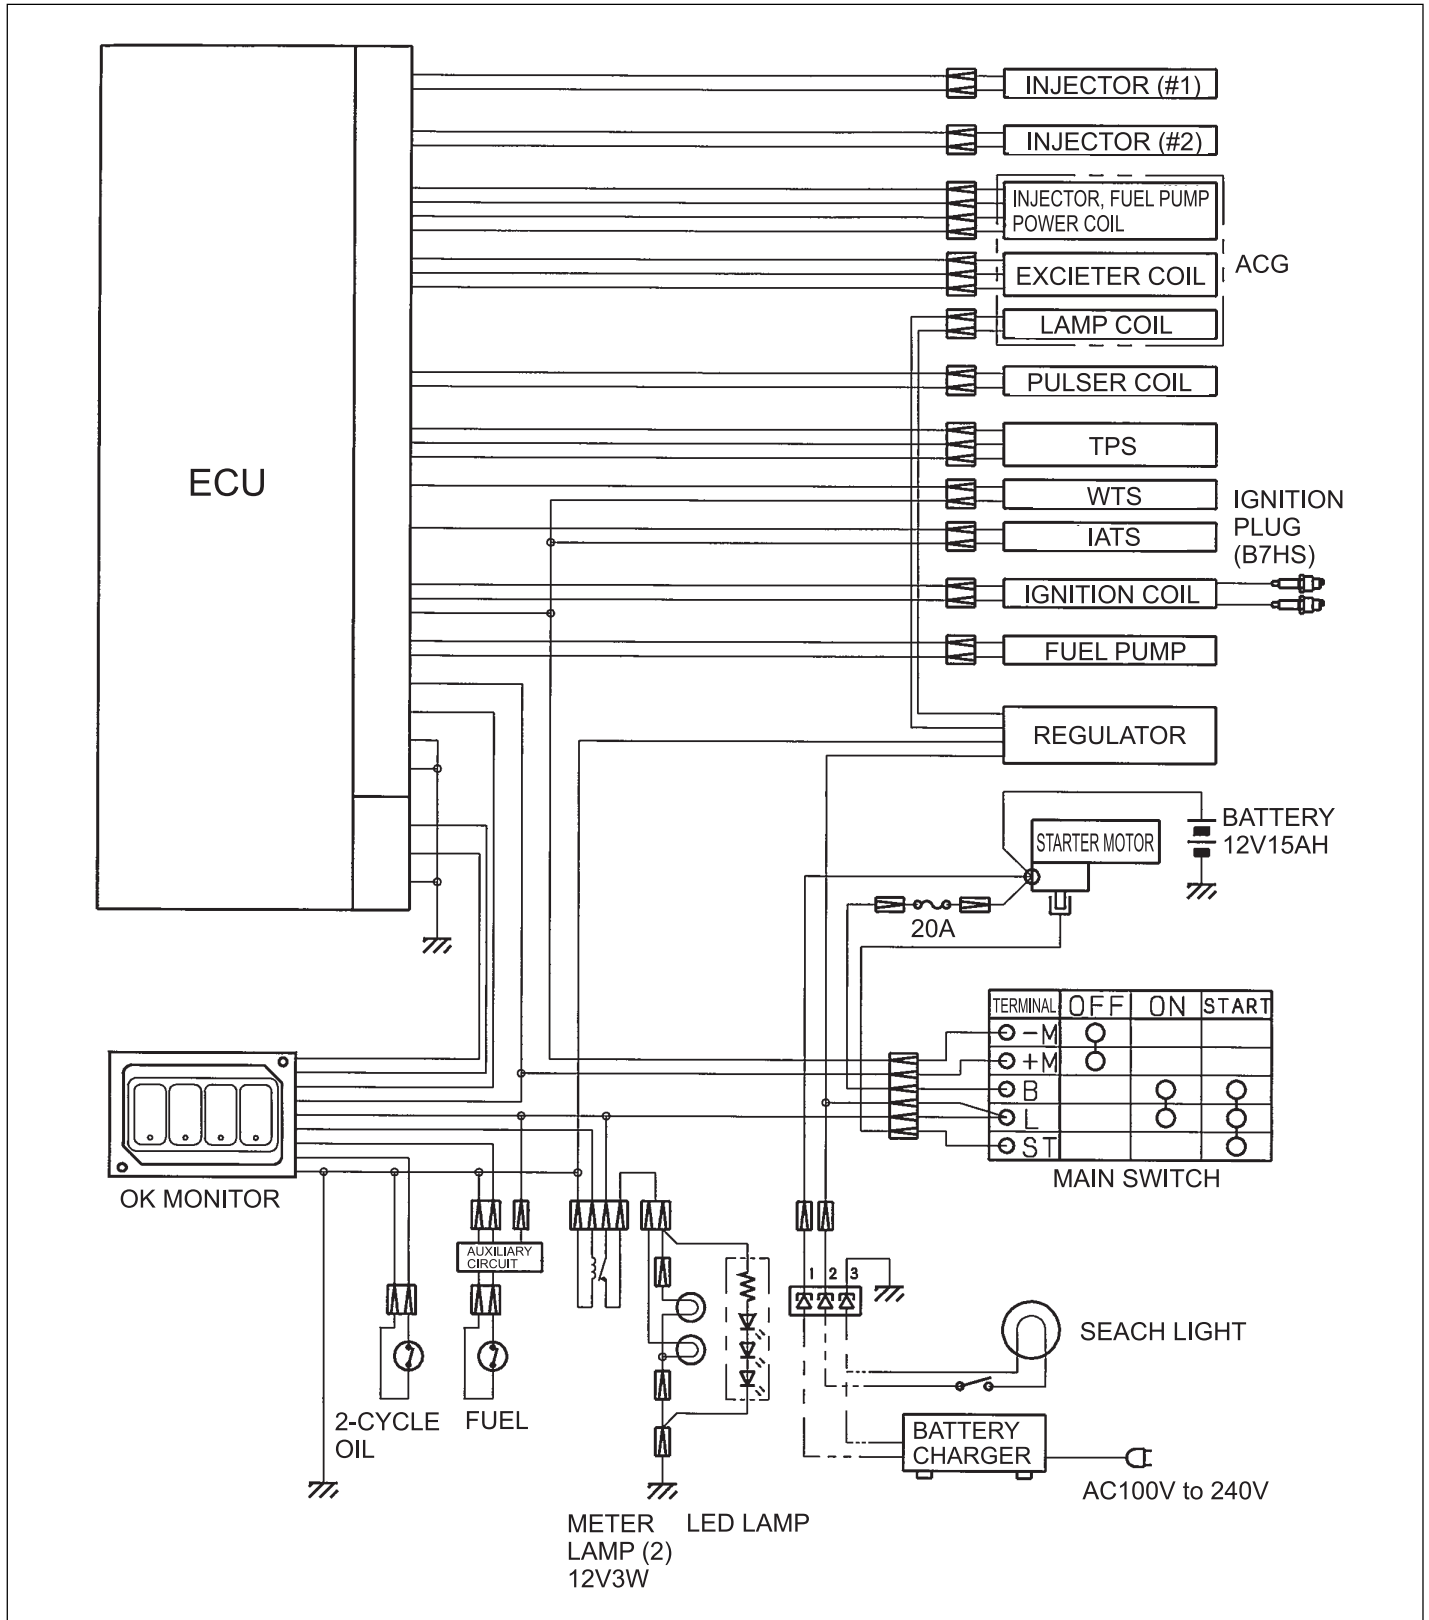 INJECTOR (#1)
INJECTOR (#2)
INJECTOR, FUEL PUMP
POWER COIL
EXCIETER COIL
ACG
LAMP COIL
PULSER COIL
TPS
ECU
WTS
IATS
IGNITION
PLUG
(B7HS)
IGNITION COIL
FUEL PUMP
REGULATOR
STARTER MOTOR
BATTERY
12V15AH
20A
TERMINAL OFF ON START
-M
+M
B
L
ST
MAIN SWITCH
OK MONITOR
AUXILIARY
CIRCUIT
1 2 3
SEACH LIGHT
2-CYCLE
OIL
FUEL
BATTERY
CHARGER
AC100V to 240V
METER
LAMP (2)
12V3W
LED LAMP